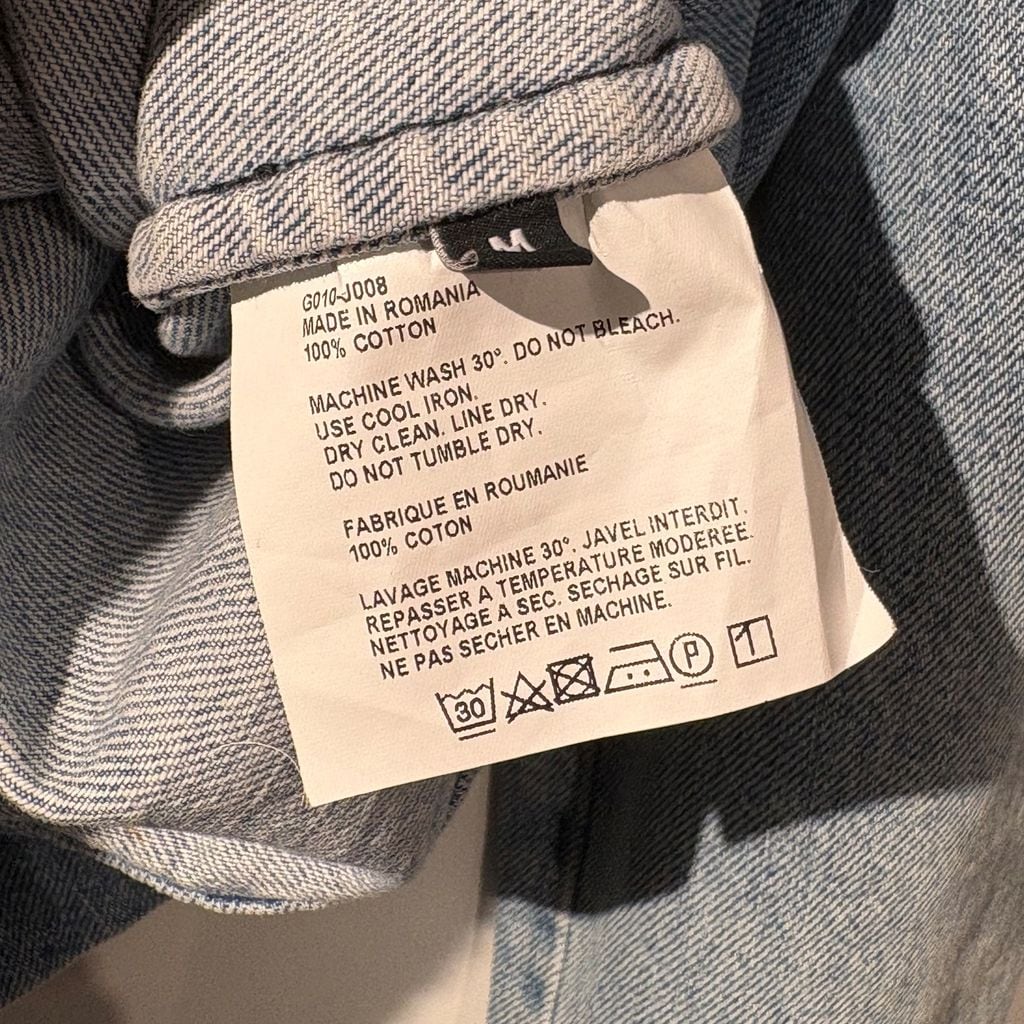 M
G010-J008
MADE IN ROMANIA
100% COTTON
MACHINE WASH 30°. DO NOT BLEACH.
USE COOL IRON.
DRY CLEAN. LINE DRY.
DO NOT TUMBLE DRY.
FABRIQUE EN ROUMANIE
100% COTON
LAVAGE MACHINE 30°. JAVEL INTERDIT.
REPASSER A TEMPERATURE MODEREE.
NETTOYAGE A SEC. SECHAGE SUR FIL.
NE PAS SECHER EN MACHINE.
30 P 1